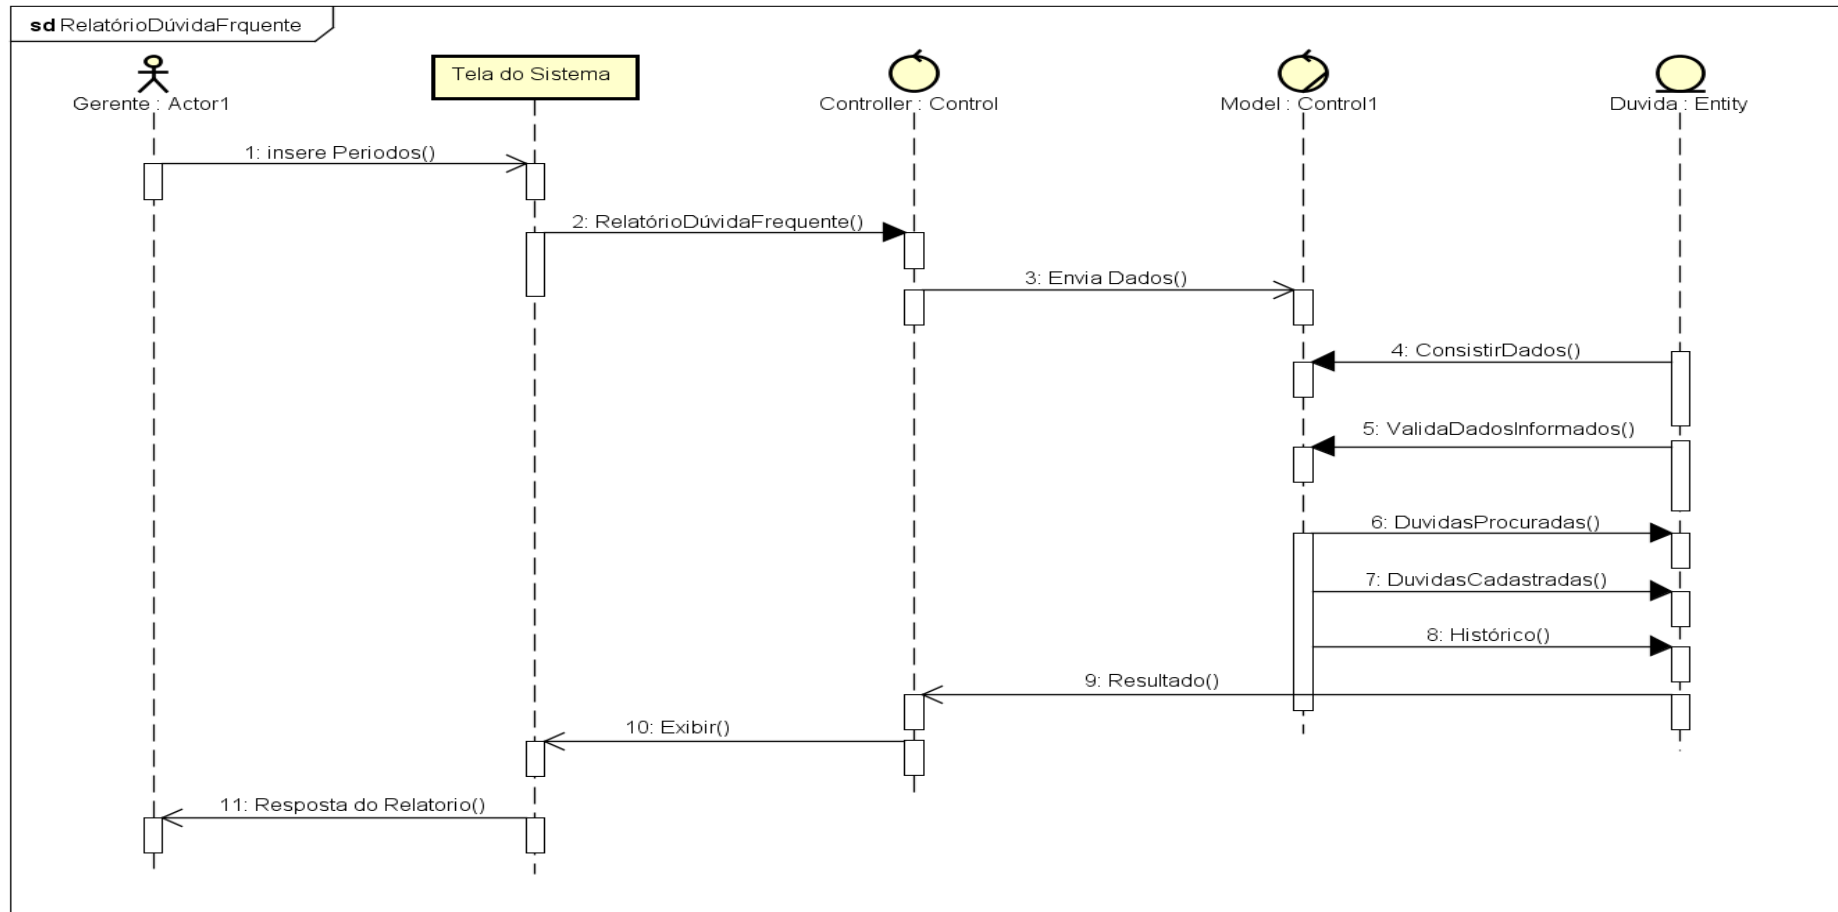 sd RelatórioDúvidaFrquente
Tela do Sistema
Gerente : Actor1
Controller : Control
Model : Control1
Duvida : Entity
1: insere Periodos()
2: RelatórioDúvidaFrequente()
3: Envia Dados()
4: ConsistirDados()
5: ValidaDadosInformados()
6: DuvidasProcuradas()
7: DuvidasCadastradas()
8: Histórico()
9: Resultado()
10: Exibir()
11: Resposta do Relatorio()